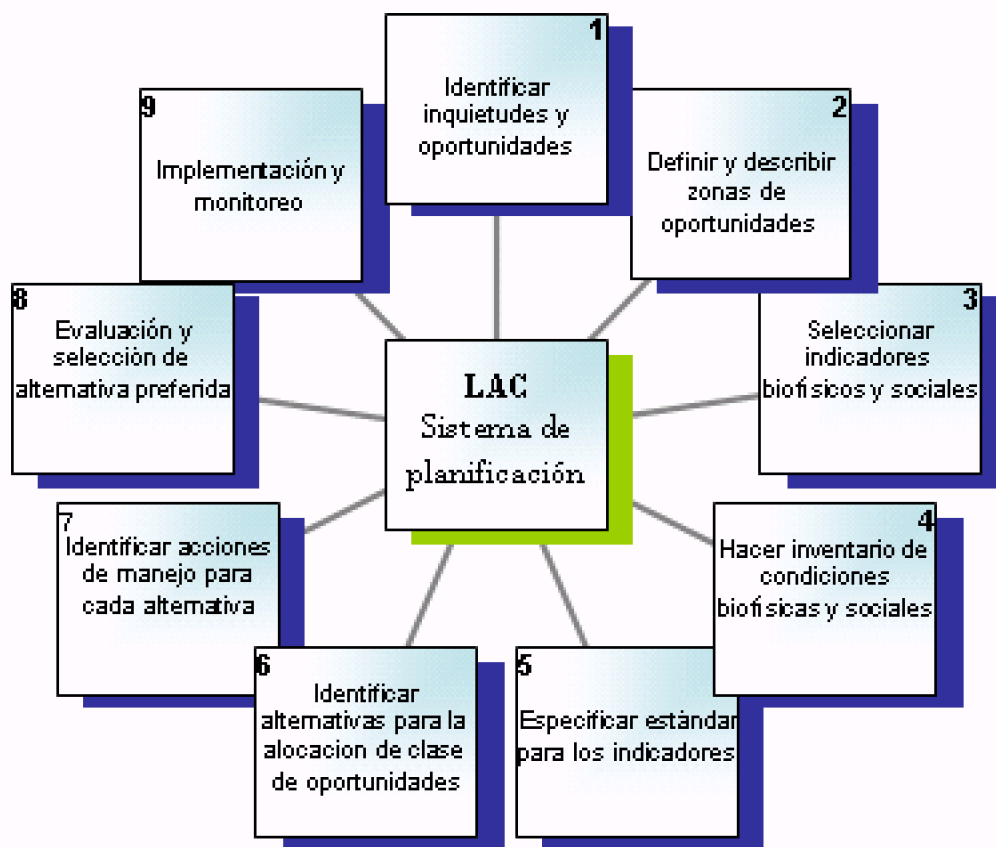 1
Identificar
inquietudes y
oportunidades
2
Definir y describir
zonas de
oportunidades
3
Seleccionar
indicadores
biofísicos y sociales
4
Hacer inventario de
condiciones
biofísicas y sociales
5
Especificar estándar
para los indicadores
6
Identificar
alternativas para la
alocacion de clase
de oportunidades
7
Identificar acciones
de manejo para
cada alternativa
8
Evaluación y
selección de
alternativa preferida
9
Implementación y
monitoreo
LAC
Sistema de
planificación